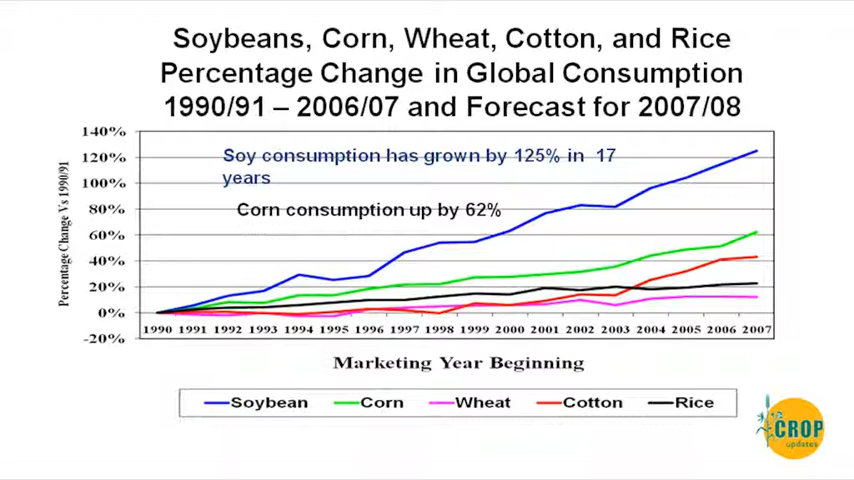 Soybeans, Corn, Wheat, Cotton, and Rice
Percentage Change in Global Consumption
1990/91 – 2006/07 and Forecast for 2007/08
140%
120%
100%
80%
60%
40%
20%
0%
-20%
Percentage Change Vs 1990/91
Soy consumption has grown by 125% in 17
years
Corn consumption up by 62%
1990 1991 1992 1993 1994 1995 1996 1997 1998 1999 2000 2001 2002 2003 2004 2005 2006 2007
Marketing Year Beginning
Soybean Corn Wheat Cotton Rice
CROP
updates